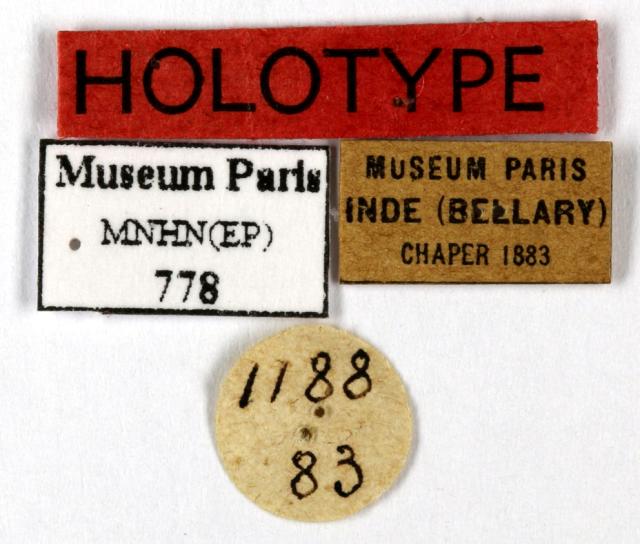 HOLOTYPE
Museum Paris
MNHN(EP)
778
MUSEUM PARIS
INDE (BELLARY)
CHAPER 1883
1188
83